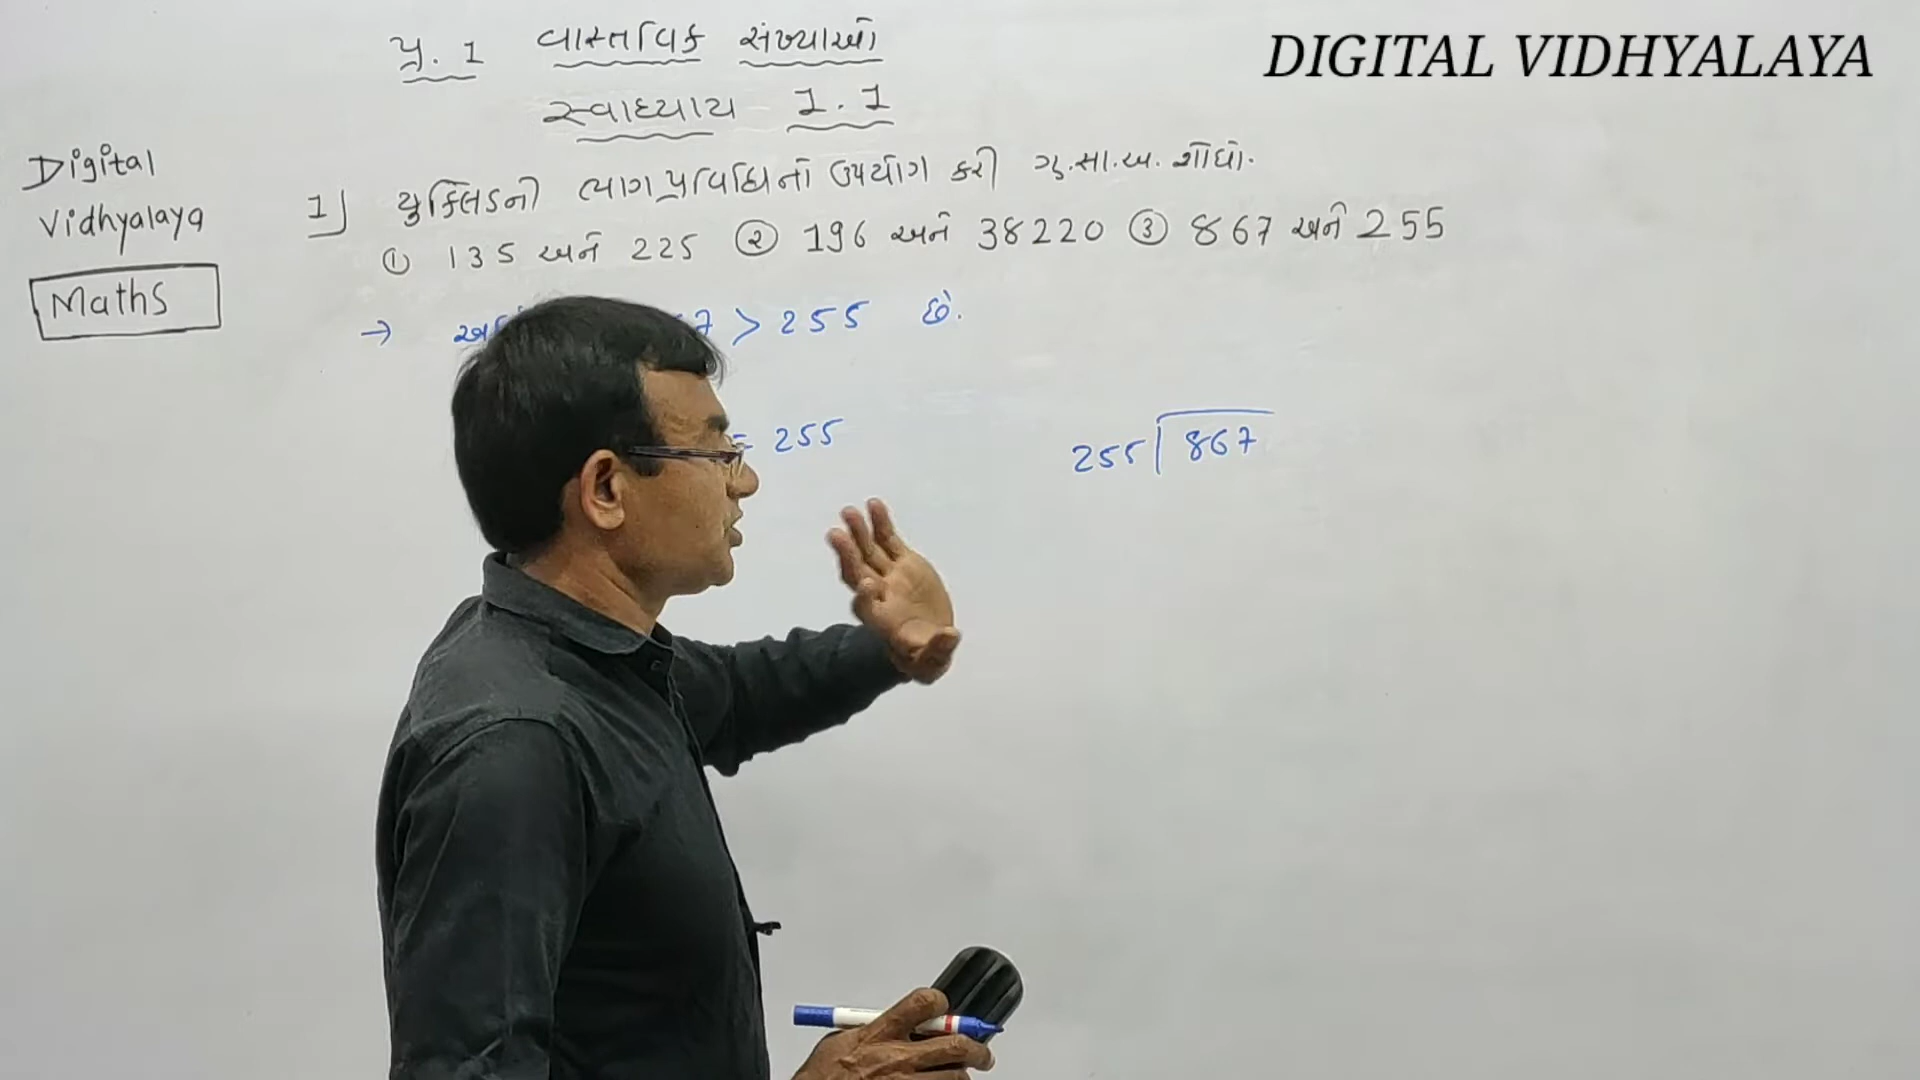 DIGITAL VIDHYALAYA
પ્ર. 1 વાસ્તવિક સંખ્યાઓ
સ્વાધ્યાય 1.1
Digital
Vidhyalaya
Maths
1) યુક્લિડની ભાગ પ્રવિધિનો ઉપયોગ કરી ગુ.સા.અ. શોધો.
① 135 અને 225 ② 196 અને 38220 ③ 867 અને 255
→ 7 > 255 છે.
= 255
255 867